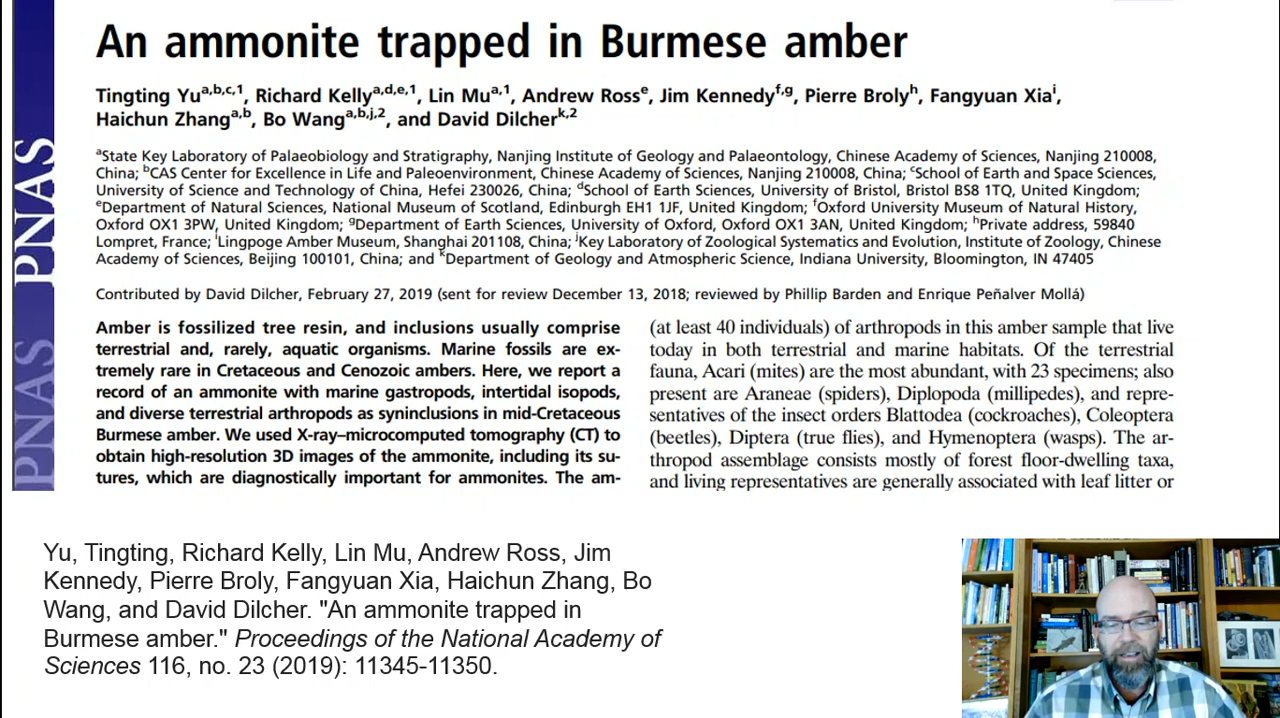 PNAS
PNAS
An ammonite trapped in Burmese amber
Tingting Yu^a,b,c,1, Richard Kelly^a,d,e,1, Lin Mu^a,1, Andrew Ross^e, Jim Kennedy^f,g, Pierre Broly^h, Fangyuan Xia^i,
Haichun Zhang^a,b, Bo Wang^a,b,j,2, and David Dilcher^k,2
^aState Key Laboratory of Palaeobiology and Stratigraphy, Nanjing Institute of Geology and Palaeontology, Chinese Academy of Sciences, Nanjing 210008,
China; ^bCAS Center for Excellence in Life and Paleoenvironment, Chinese Academy of Sciences, Nanjing 210008, China; ^cSchool of Earth and Space Sciences,
University of Science and Technology of China, Hefei 230026, China; ^dSchool of Earth Sciences, University of Bristol, Bristol BS8 1TQ, United Kingdom;
^eDepartment of Natural Sciences, National Museum of Scotland, Edinburgh EH1 1JF, United Kingdom; ^fOxford University Museum of Natural History,
Oxford OX1 3PW, United Kingdom; ^gDepartment of Earth Sciences, University of Oxford, Oxford OX1 3AN, United Kingdom; ^hPrivate address, 59840
Lompret, France; ^iLingpoge Amber Museum, Shanghai 201108, China; ^jKey Laboratory of Zoological Systematics and Evolution, Institute of Zoology, Chinese
Academy of Sciences, Beijing 100101, China; and ^kDepartment of Geology and Atmospheric Science, Indiana University, Bloomington, IN 47405
Contributed by David Dilcher, February 27, 2019 (sent for review December 13, 2018; reviewed by Phillip Barden and Enrique Peñalver Mollá)
Amber is fossilized tree resin, and inclusions usually comprise
terrestrial and, rarely, aquatic organisms. Marine fossils are ex-
tremely rare in Cretaceous and Cenozoic ambers. Here, we report a
record of an ammonite with marine gastropods, intertidal isopods,
and diverse terrestrial arthropods as syninclusions in mid-Cretaceous
Burmese amber. We used X-ray–microcomputed tomography (CT) to
obtain high-resolution 3D images of the ammonite, including its su-
tures, which are diagnostically important for ammonites. The am-
(at least 40 individuals) of arthropods in this amber sample that live
today in both terrestrial and marine habitats. Of the terrestrial
fauna, Acari (mites) are the most abundant, with 23 specimens; also
present are Araneae (spiders), Diplopoda (millipedes), and repre-
sentatives of the insect orders Blattodea (cockroaches), Coleoptera
(beetles), Diptera (true flies), and Hymenoptera (wasps). The ar-
thropod assemblage consists mostly of forest floor-dwelling taxa,
and living representatives are generally associated with leaf litter or
Yu, Tingting, Richard Kelly, Lin Mu, Andrew Ross, Jim
Kennedy, Pierre Broly, Fangyuan Xia, Haichun Zhang, Bo
Wang, and David Dilcher. "An ammonite trapped in
Burmese amber." Proceedings of the National Academy of
Sciences 116, no. 23 (2019): 11345-11350.